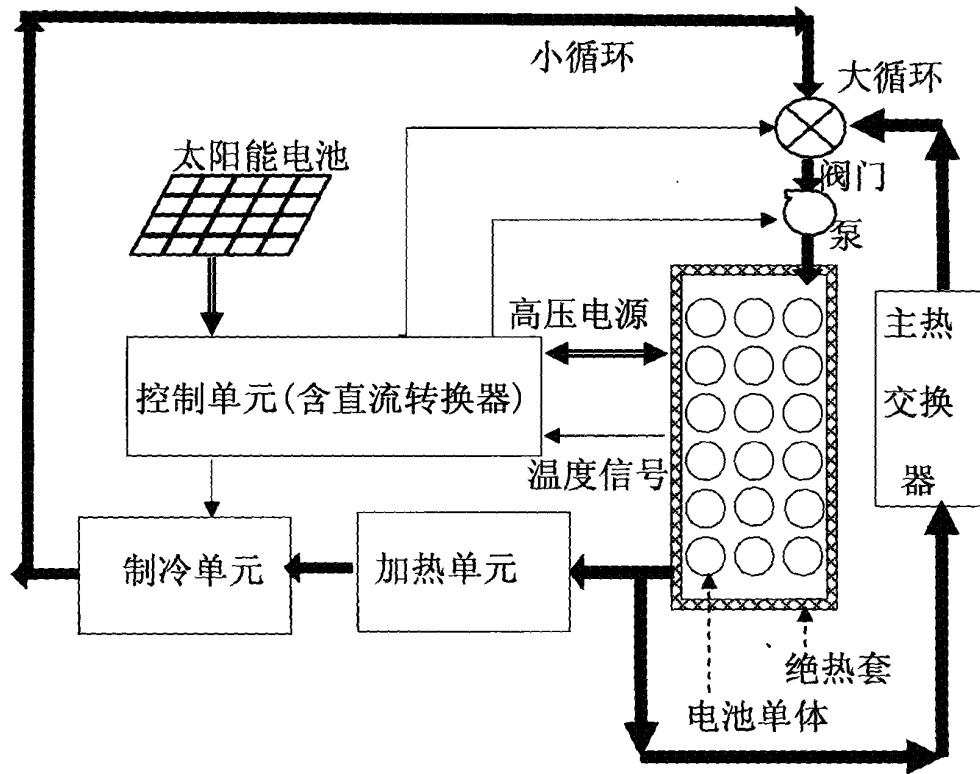 小循环
大循环
太阳能电池
阀门
泵
高压电源
主热
交换
器
控制单元(含直流转换器)
温度信号
制冷单元
加热单元
绝热套
电池单体